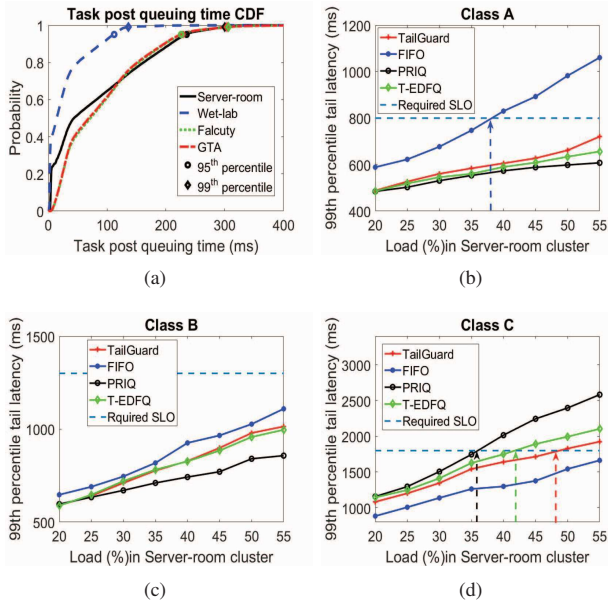 Task post queuing time CDF
Probability
1
0.8
0.6
0.4
0.2
0
Server-room
Wet-lab
Falcuty
GTA
95th percentile
99th percentile
0 100 200 300 400
Task post queuing time (ms)
(a)
Class A
99th percentile tail latency (ms)
1200
1000
800
600
400
TailGuard
FIFO
PRIQ
T-EDFQ
Required SLO
20 25 30 35 40 45 50 55
Load (%)in Server-room cluster
(b)
Class B
99th percentile tail latency (ms)
1500
1000
500
TailGuard
FIFO
PRIQ
T-EDFQ
Rquired SLO
20 25 30 35 40 45 50 55
Load (%)in Server-room cluster
(c)
Class C
99th percentile tail latency (ms)
3000
2500
2000
1500
1000
TailGuard
FIFO
PRIQ
T-EDFQ
Required SLO
20 25 30 35 40 45 50 55
Load (%)in Server-room cluster
(d)